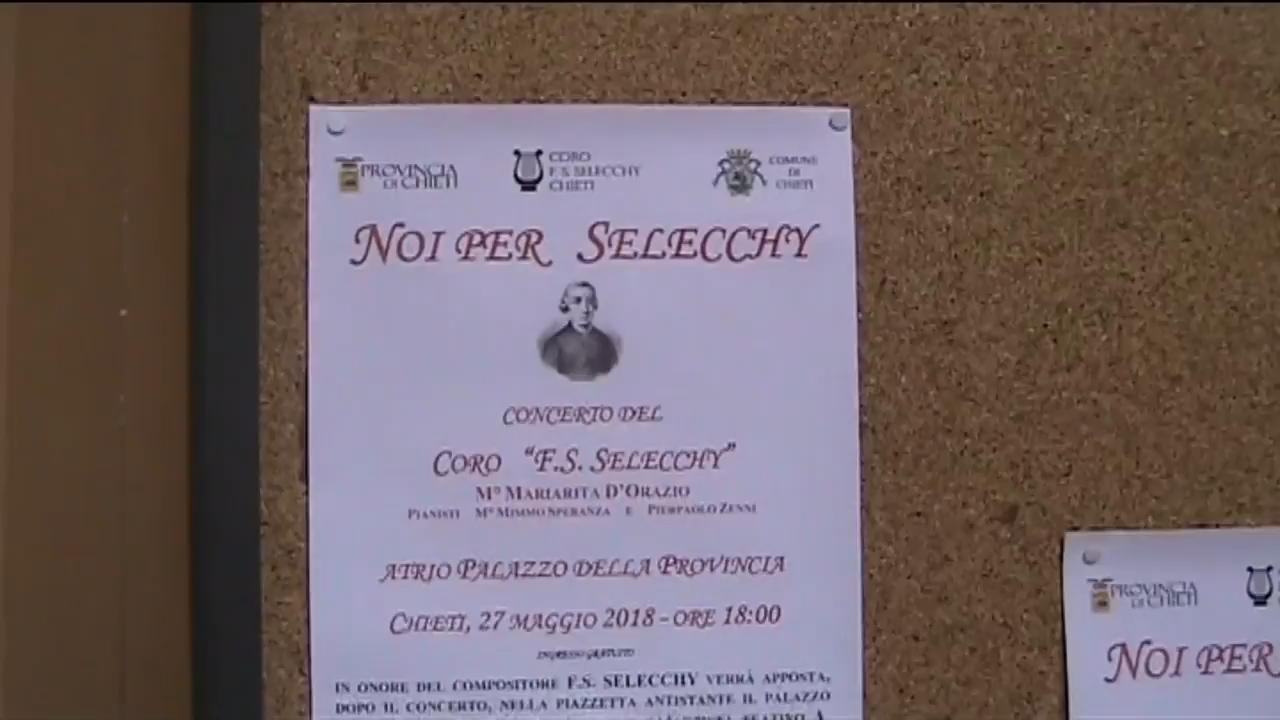 PROVINCIA
DI CHIETI
CORO
F. S. SELECCHY
CHIETI
COMUNE
DI
CHIETI
NOI PER SELECCHY
CONCERTO DEL
CORO "F.S. SELECCHY"
M° MARIARITA D'ORAZIO
PIANISTI M° MIMMO SPERANZA E PIERPAOLO ZENNI
ATRIO PALAZZO DELLA PROVINCIA
CHIETI, 27 MAGGIO 2018 - ORE 18:00
INGRESSO GRATUITO
IN ONORE DEL COMPOSITORE F.S. SELECCHY VERRÀ APPOSTA,
DOPO IL CONCERTO, NELLA PIAZZETTA ANTISTANTE IL PALAZZO
PROVINCIA
DI CHIETI
NOI PER